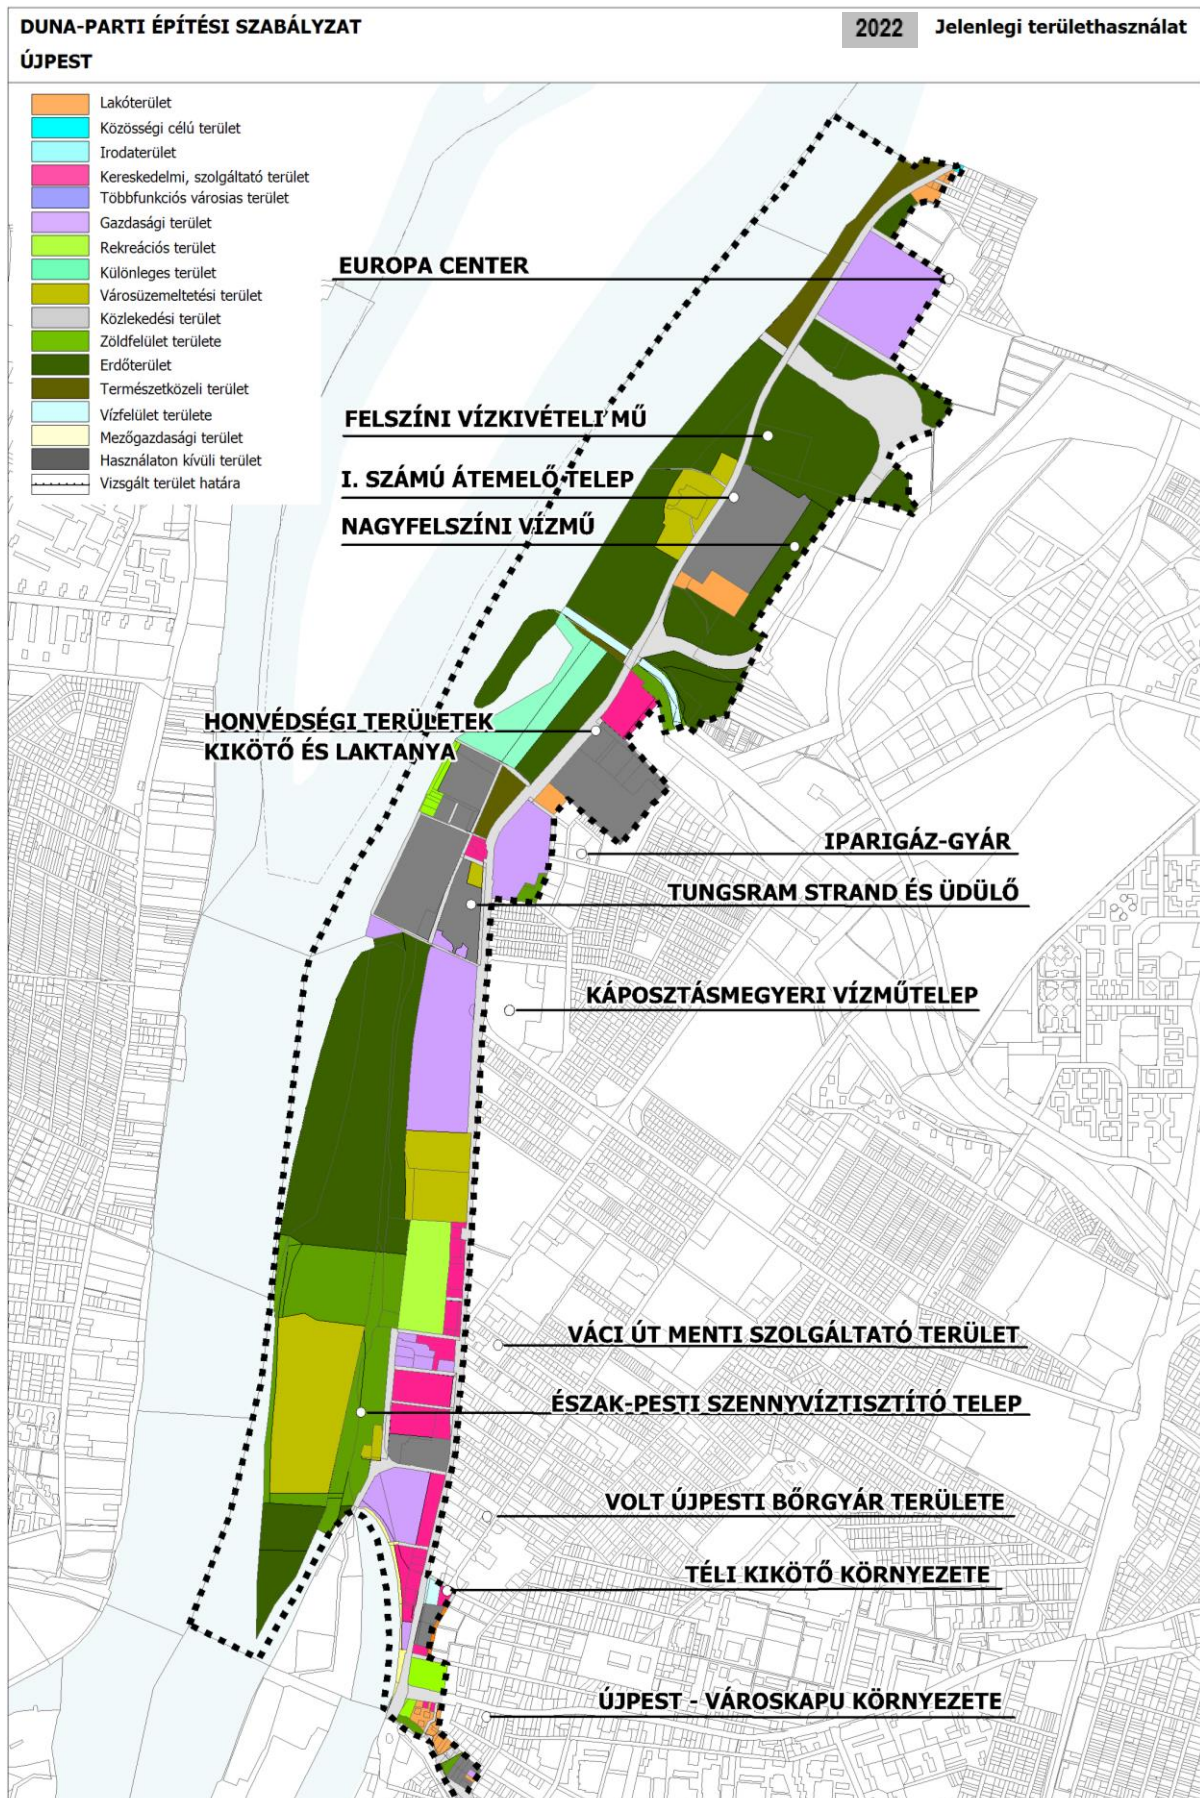 DUNA-PARTI ÉPÍTÉSI SZABÁLYZAT
2022 Jelenlegi területhasználat
ÚJPEST
Lakóterület
Közösségi célú terület
Irodaterület
Kereskedelmi, szolgáltató terület
Többfunkciós városias terület
Gazdasági terület
Rekreációs terület
Különleges terület
Városüzemeltetési terület
Közlekedési terület
Zöldfelület területe
Erdőterület
Természetközeli terület
Vízfelület területe
Mezőgazdasági terület
Használaton kívüli terület
Vizsgált terület határa
EUROPA CENTER
FELSZÍNI VÍZKIVÉTELI MŰ
I. SZÁMÚ ÁTEMELŐ TELEP
NAGYFELSZÍNI VÍZMŰ
HONVÉDSÉGI TERÜLETEK
KIKÖTŐ ÉS LAKTANYA
IPARIGÁZ-GYÁR
TUNGSRAM STRAND ÉS ÜDÜLŐ
KÁPOSZTÁSMEGYERI VÍZMŰTELEP
VÁCI ÚT MENTI SZOLGÁLTATÓ TERÜLET
ÉSZAK-PESTI SZENNYVÍZTISZTÍTÓ TELEP
VOLT ÚJPESTI BŐRGYÁR TERÜLETE
TÉLI KIKÖTŐ KÖRNYEZETE
ÚJPEST - VÁROSKAPU KÖRNYEZETE